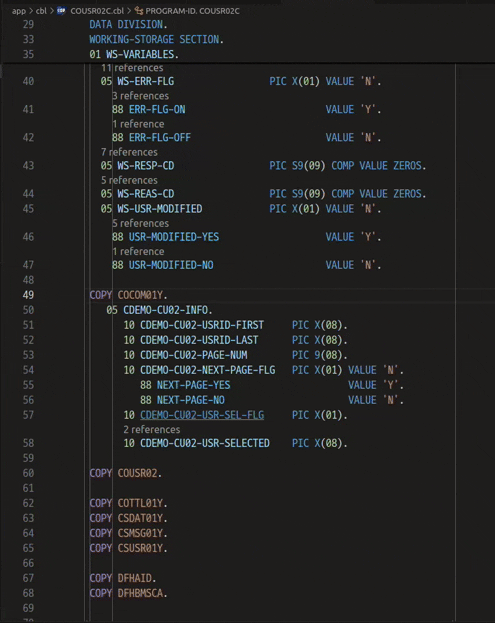 app > cbl > COUSR02C.cbl > PROGRAM-ID. COUSR02C
29 DATA DIVISION.
32 WORKING-STORAGE SECTION.
35 01 WS-VARIABLES.
11 references
40 05 WS-ERR-FLG PIC X(01) VALUE 'N'.
3 references
41 88 ERR-FLG-ON VALUE 'Y'.
1 reference
42 88 ERR-FLG-OFF VALUE 'N'.
7 references
43 05 WS-RESP-CD PIC S9(09) COMP VALUE ZEROS.
5 references
44 05 WS-REAS-CD PIC S9(09) COMP VALUE ZEROS.
45 05 WS-USR-MODIFIED PIC X(01) VALUE 'N'.
5 references
46 88 USR-MODIFIED-YES VALUE 'Y'.
1 reference
47 88 USR-MODIFIED-NO VALUE 'N'.
48
49 COPY COCOM01Y.
50 05 CDEMO-CU02-INFO.
51 10 CDEMO-CU02-USRID-FIRST PIC X(08).
52 10 CDEMO-CU02-USRID-LAST PIC X(08).
53 10 CDEMO-CU02-PAGE-NUM PIC 9(08).
54 10 CDEMO-CU02-NEXT-PAGE-FLG PIC X(01) VALUE 'N'.
55 88 NEXT-PAGE-YES VALUE 'Y'.
56 88 NEXT-PAGE-NO VALUE 'N'.
57 10 CDEMO-CU02-USR-SEL-FLG PIC X(01).
2 references
58 10 CDEMO-CU02-USR-SELECTED PIC X(08).
59
60 COPY COUSR02.
61
62 COPY COTTL01Y.
63 COPY CSDAT01Y.
64 COPY CSMSG01Y.
65 COPY CSUSR01Y.
66
67 COPY DFHAID.
68 COPY DFHBMSCA.
69